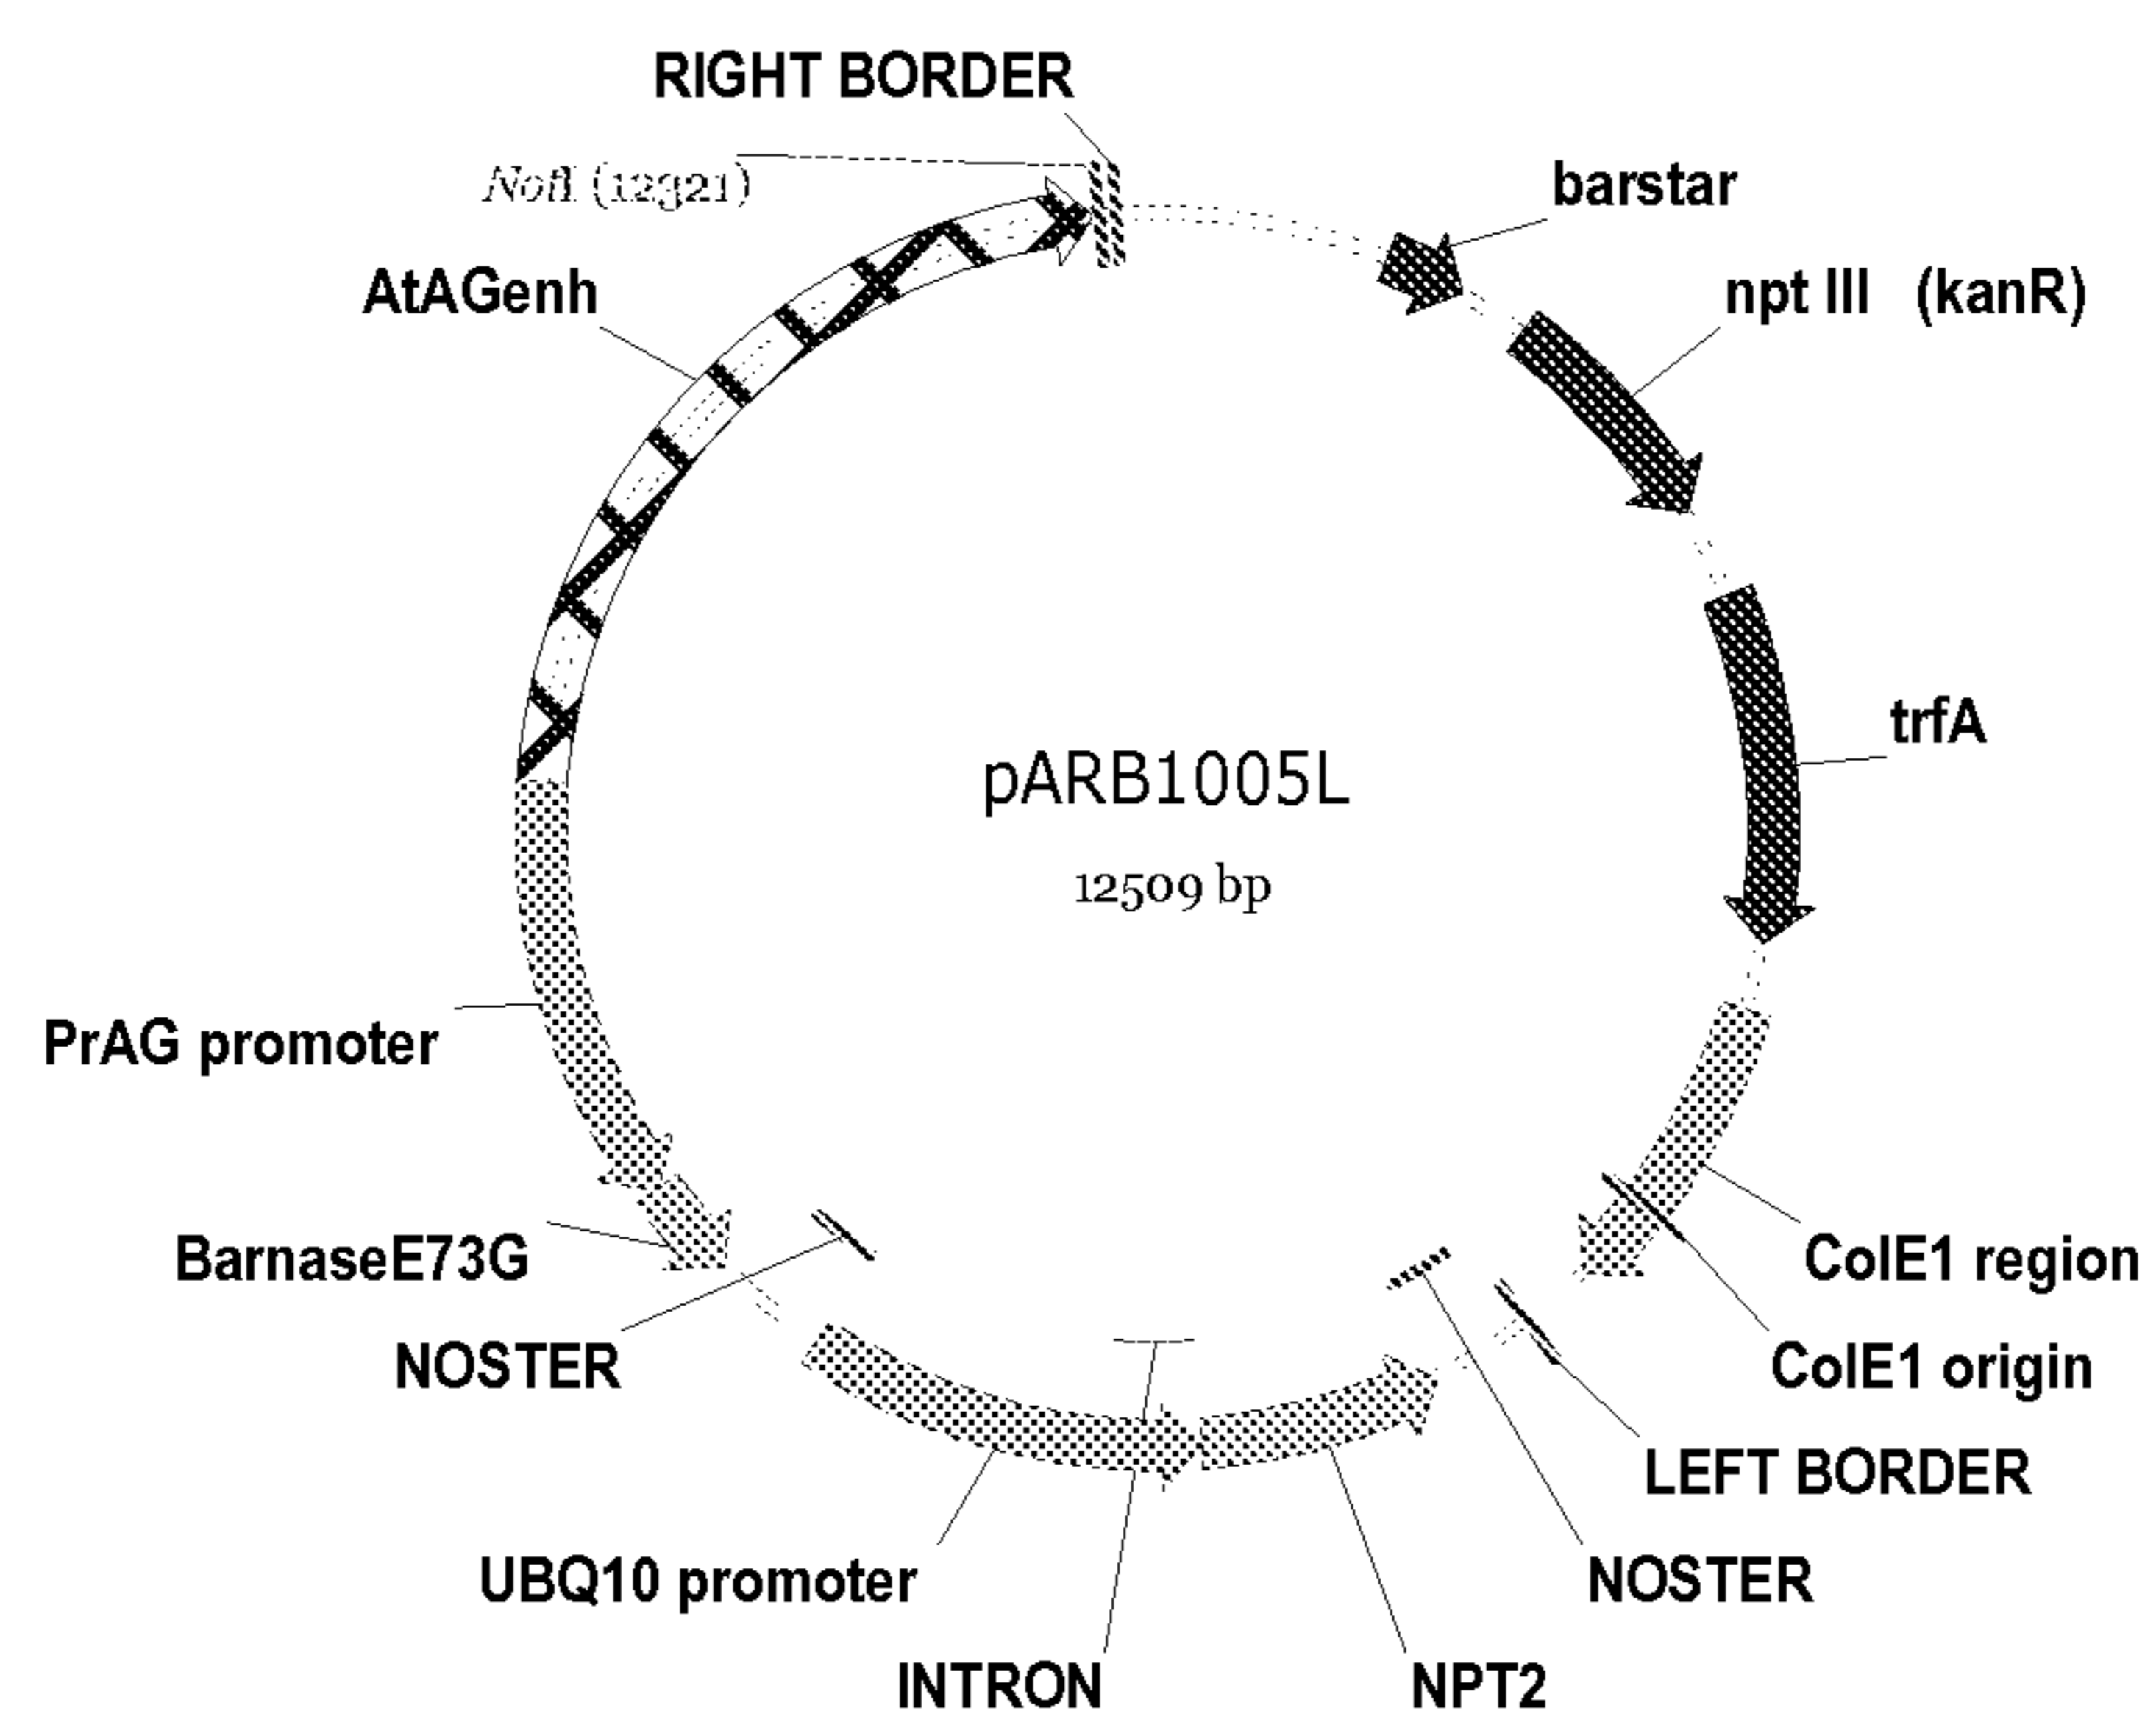 RIGHT BORDER
NotI (12321)
barstar
AtAGenh
npt III (kanR)
trfA
pARB1005L
12509 bp
PrAG promoter
BarnaseE73G
ColE1 region
NOSTER
ColE1 origin
LEFT BORDER
UBQ10 promoter
NOSTER
INTRON
NPT2